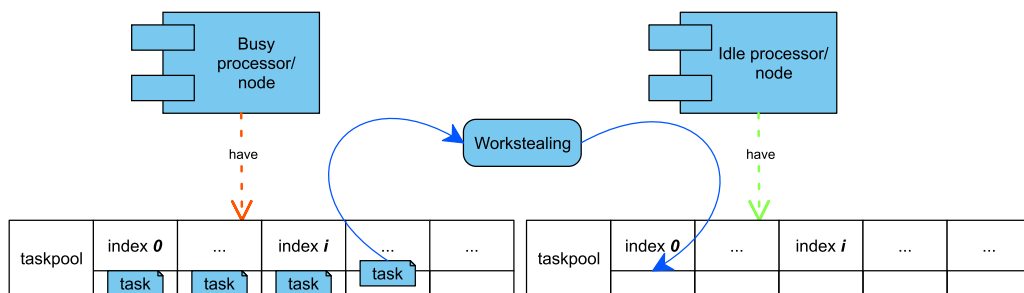 Busy
processor/
node
Idle processor/
node
have
Workstealing
have
taskpool index 0 ... index i ... ...
task task task task
taskpool index 0 ... index i ... ...